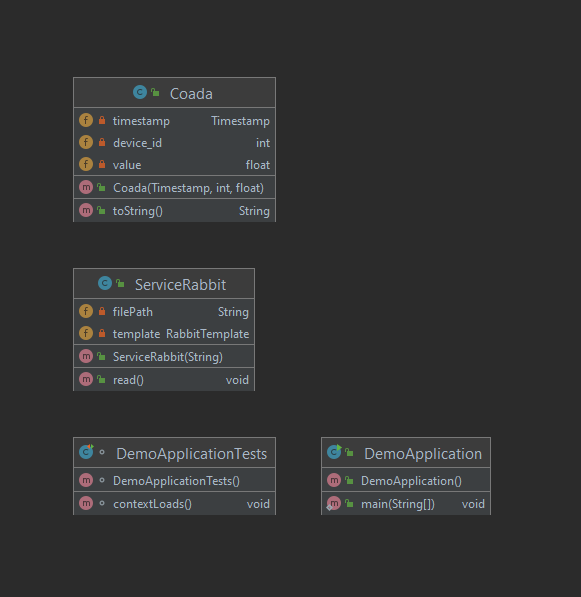 Coada
timestamp Timestamp
device_id int
value float
Coada(Timestamp, int, float)
toString() String
ServiceRabbit
filePath String
template RabbitTemplate
ServiceRabbit(String)
read() void
DemoApplicationTests
DemoApplicationTests()
contextLoads() void
DemoApplication
DemoApplication()
main(String[]) void